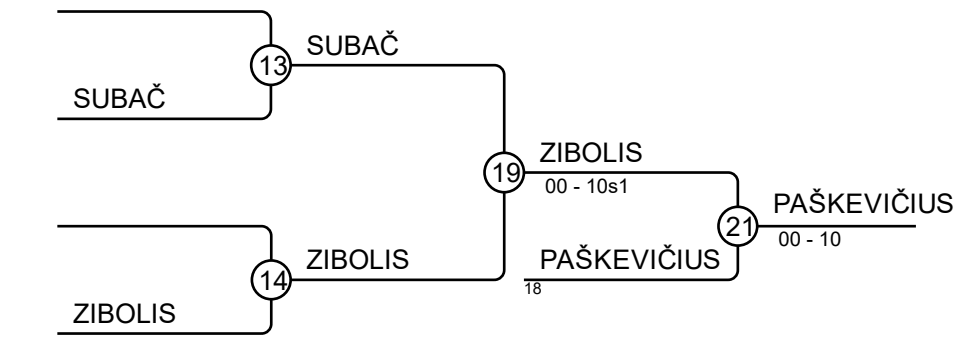 SUBAČ
13
SUBAČ
ZIBOLIS
19
00 - 10s1
PAŠKEVIČIUS
21
00 - 10
ZIBOLIS
PAŠKEVIČIUS
14
18
ZIBOLIS